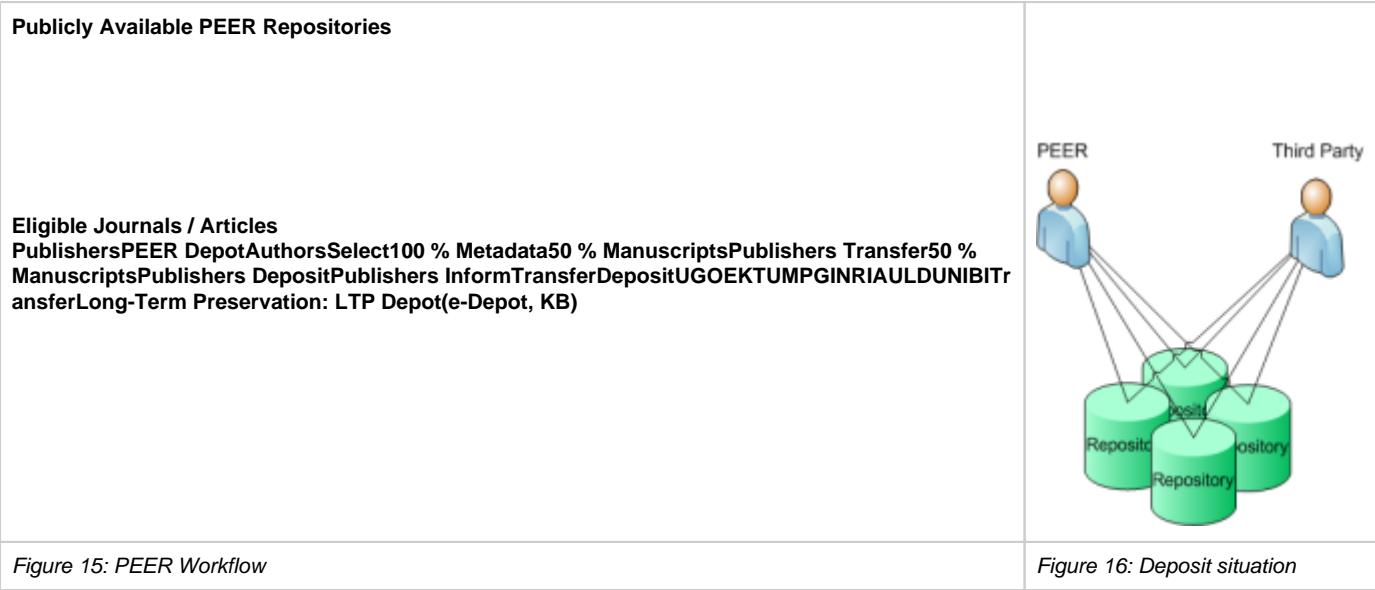 Publicly Available PEER Repositories
Eligible Journals / Articles
PublishersPEER DepotAuthorsSelect100 % Metadata50 % ManuscriptsPublishers Transfer50 %
ManuscriptsPublishers DepositPublishers InformTransferDepositUGOEKTUMPGINRIAULDUNIBITr
ansferLong-Term Preservation: LTP Depot(e-Depot, KB)
PEER
Third Party
Repository
Figure 15: PEER Workflow
Figure 16: Deposit situation